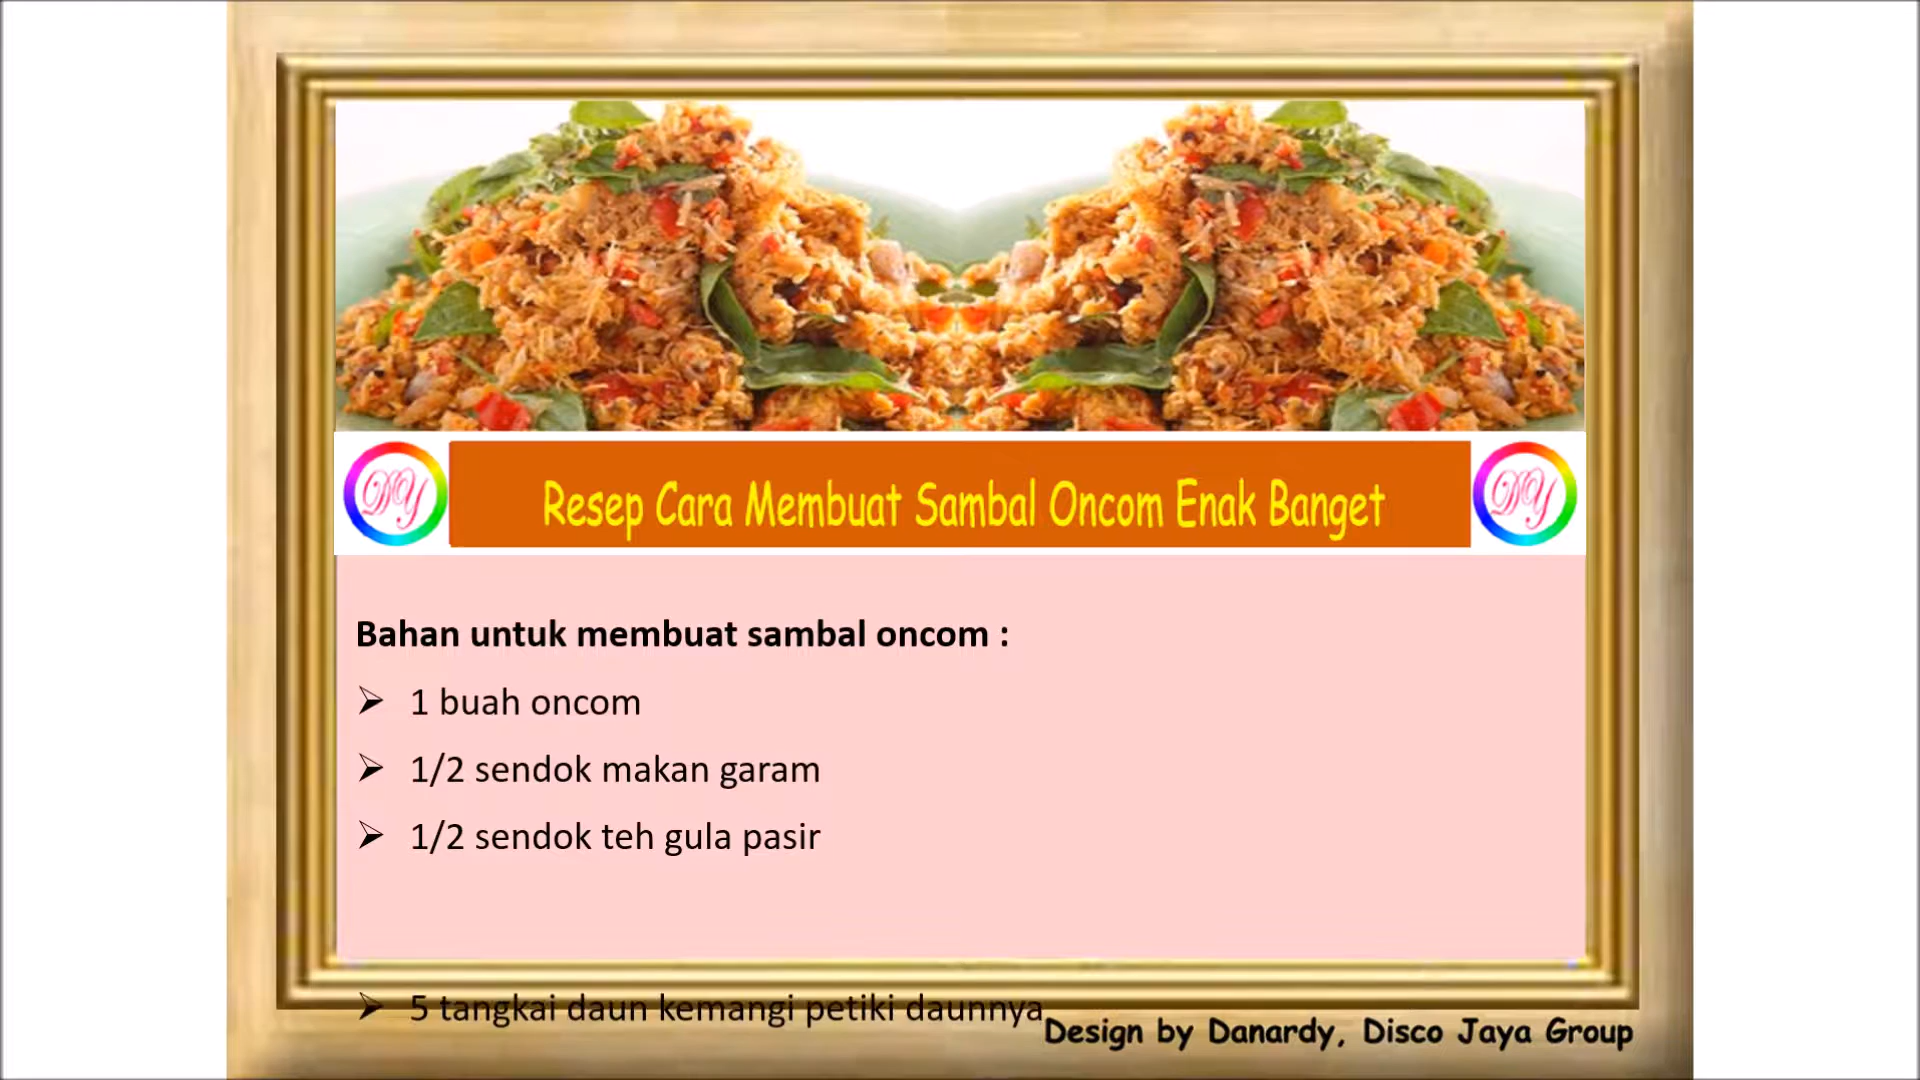 DY
Resep Cara Membuat Sambal Oncom Enak Banget
DY
Bahan untuk membuat sambal oncom :
➢ 1 buah oncom
➢ 1/2 sendok makan garam
➢ 1/2 sendok teh gula pasir
➢ 5 tangkai daun kemangi petiki daunnya
Design by Danardy, Disco Jaya Group